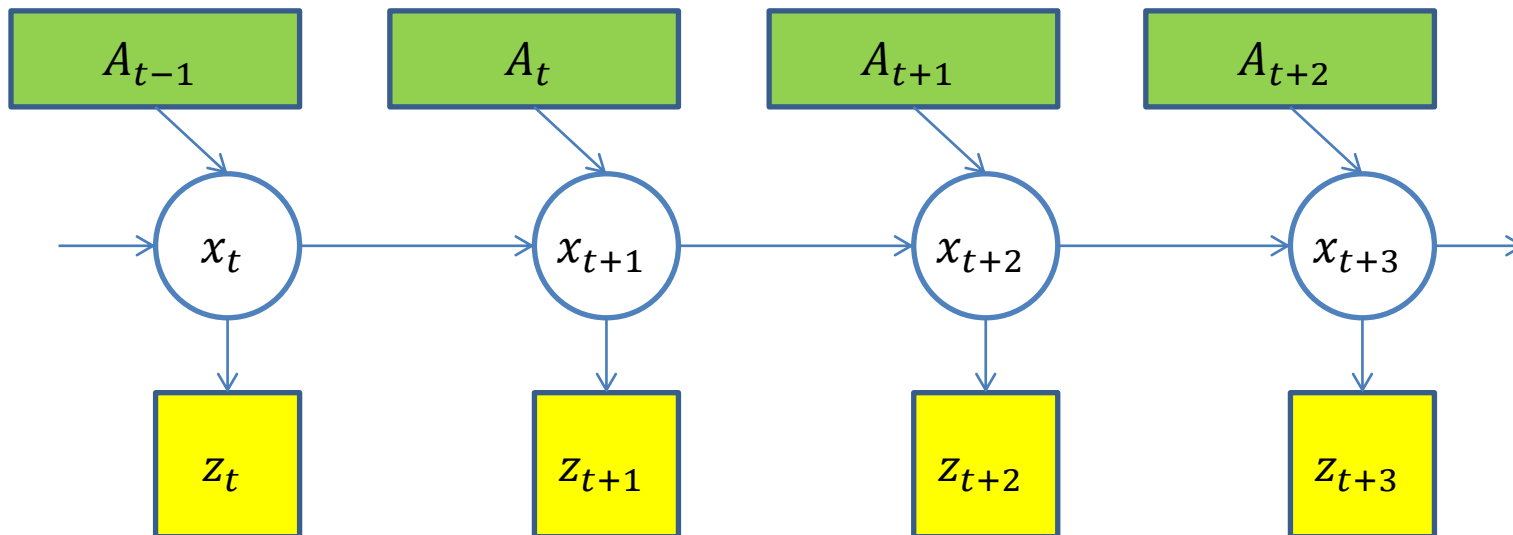 A_{t−1} A_t A_{t+1} A_{t+2}
x_t x_{t+1} x_{t+2} x_{t+3}
z_t z_{t+1} z_{t+2} z_{t+3}